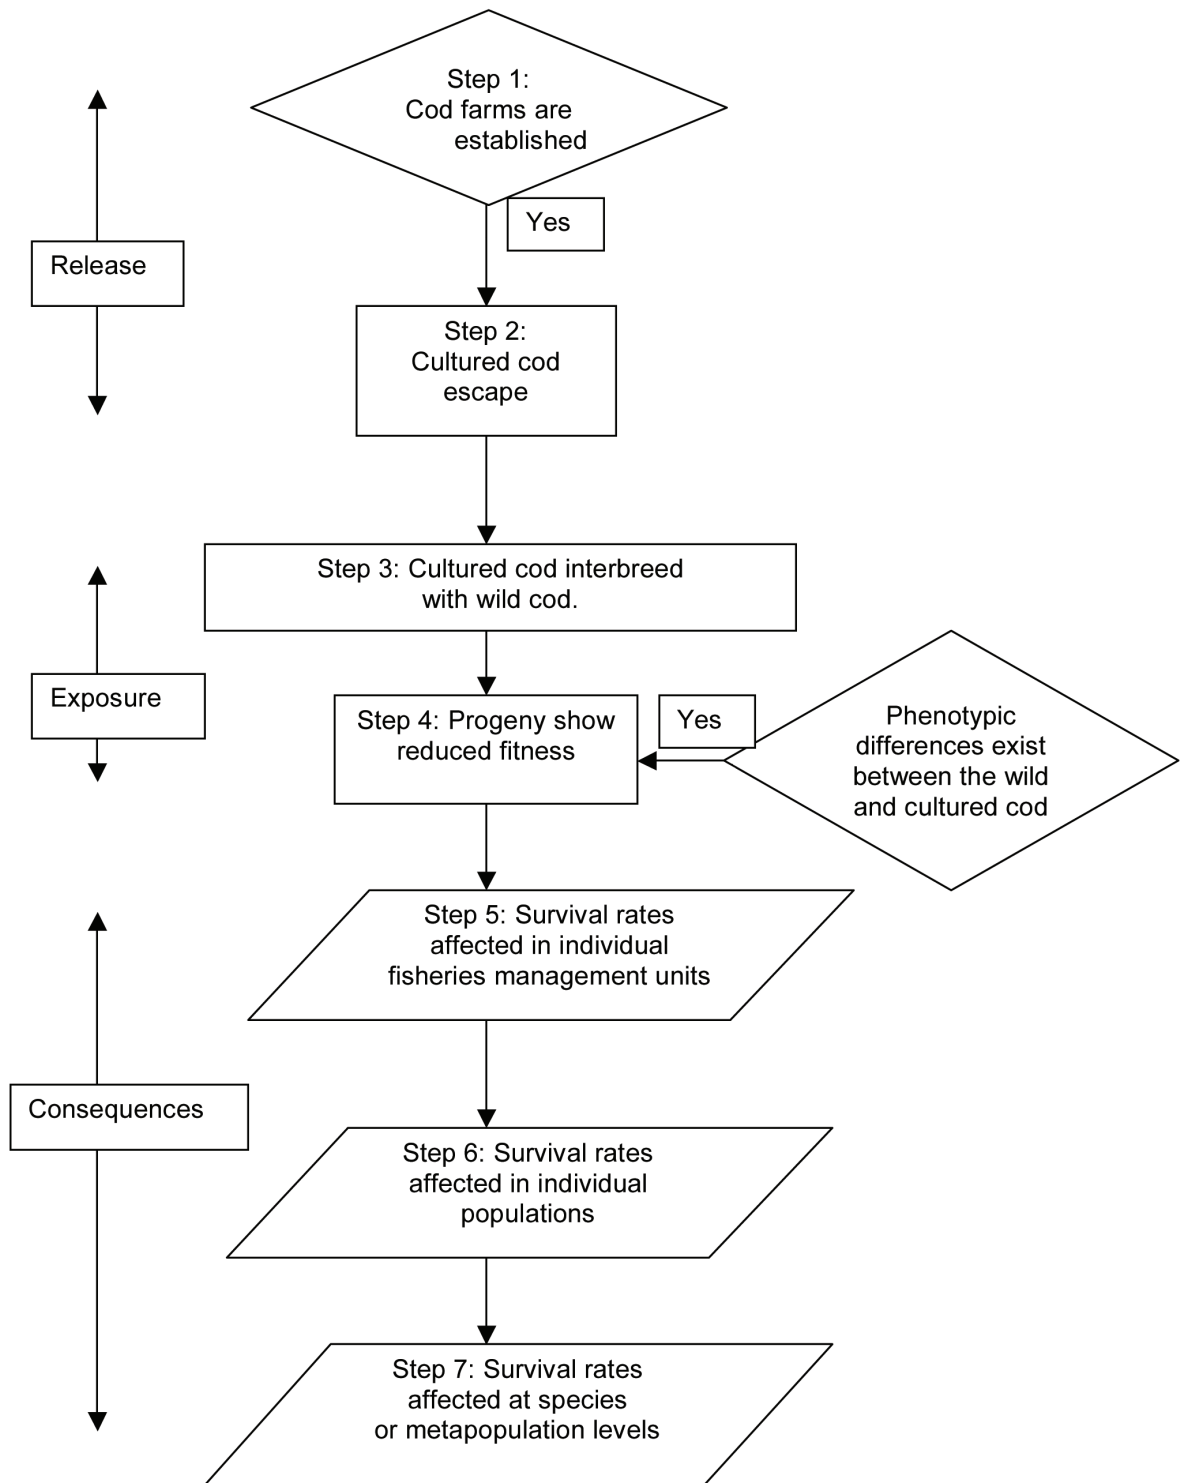 Step 1:
Cod farms are
established
Yes
Release
Step 2:
Cultured cod
escape
Step 3: Cultured cod interbreed
with wild cod.
Exposure
Step 4: Progeny show
reduced fitness
Yes
Phenotypic
differences exist
between the wild
and cultured cod
Step 5: Survival rates
affected in individual
fisheries management units
Consequences
Step 6: Survival rates
affected in individual
populations
Step 7: Survival rates
affected at species
or metapopulation levels